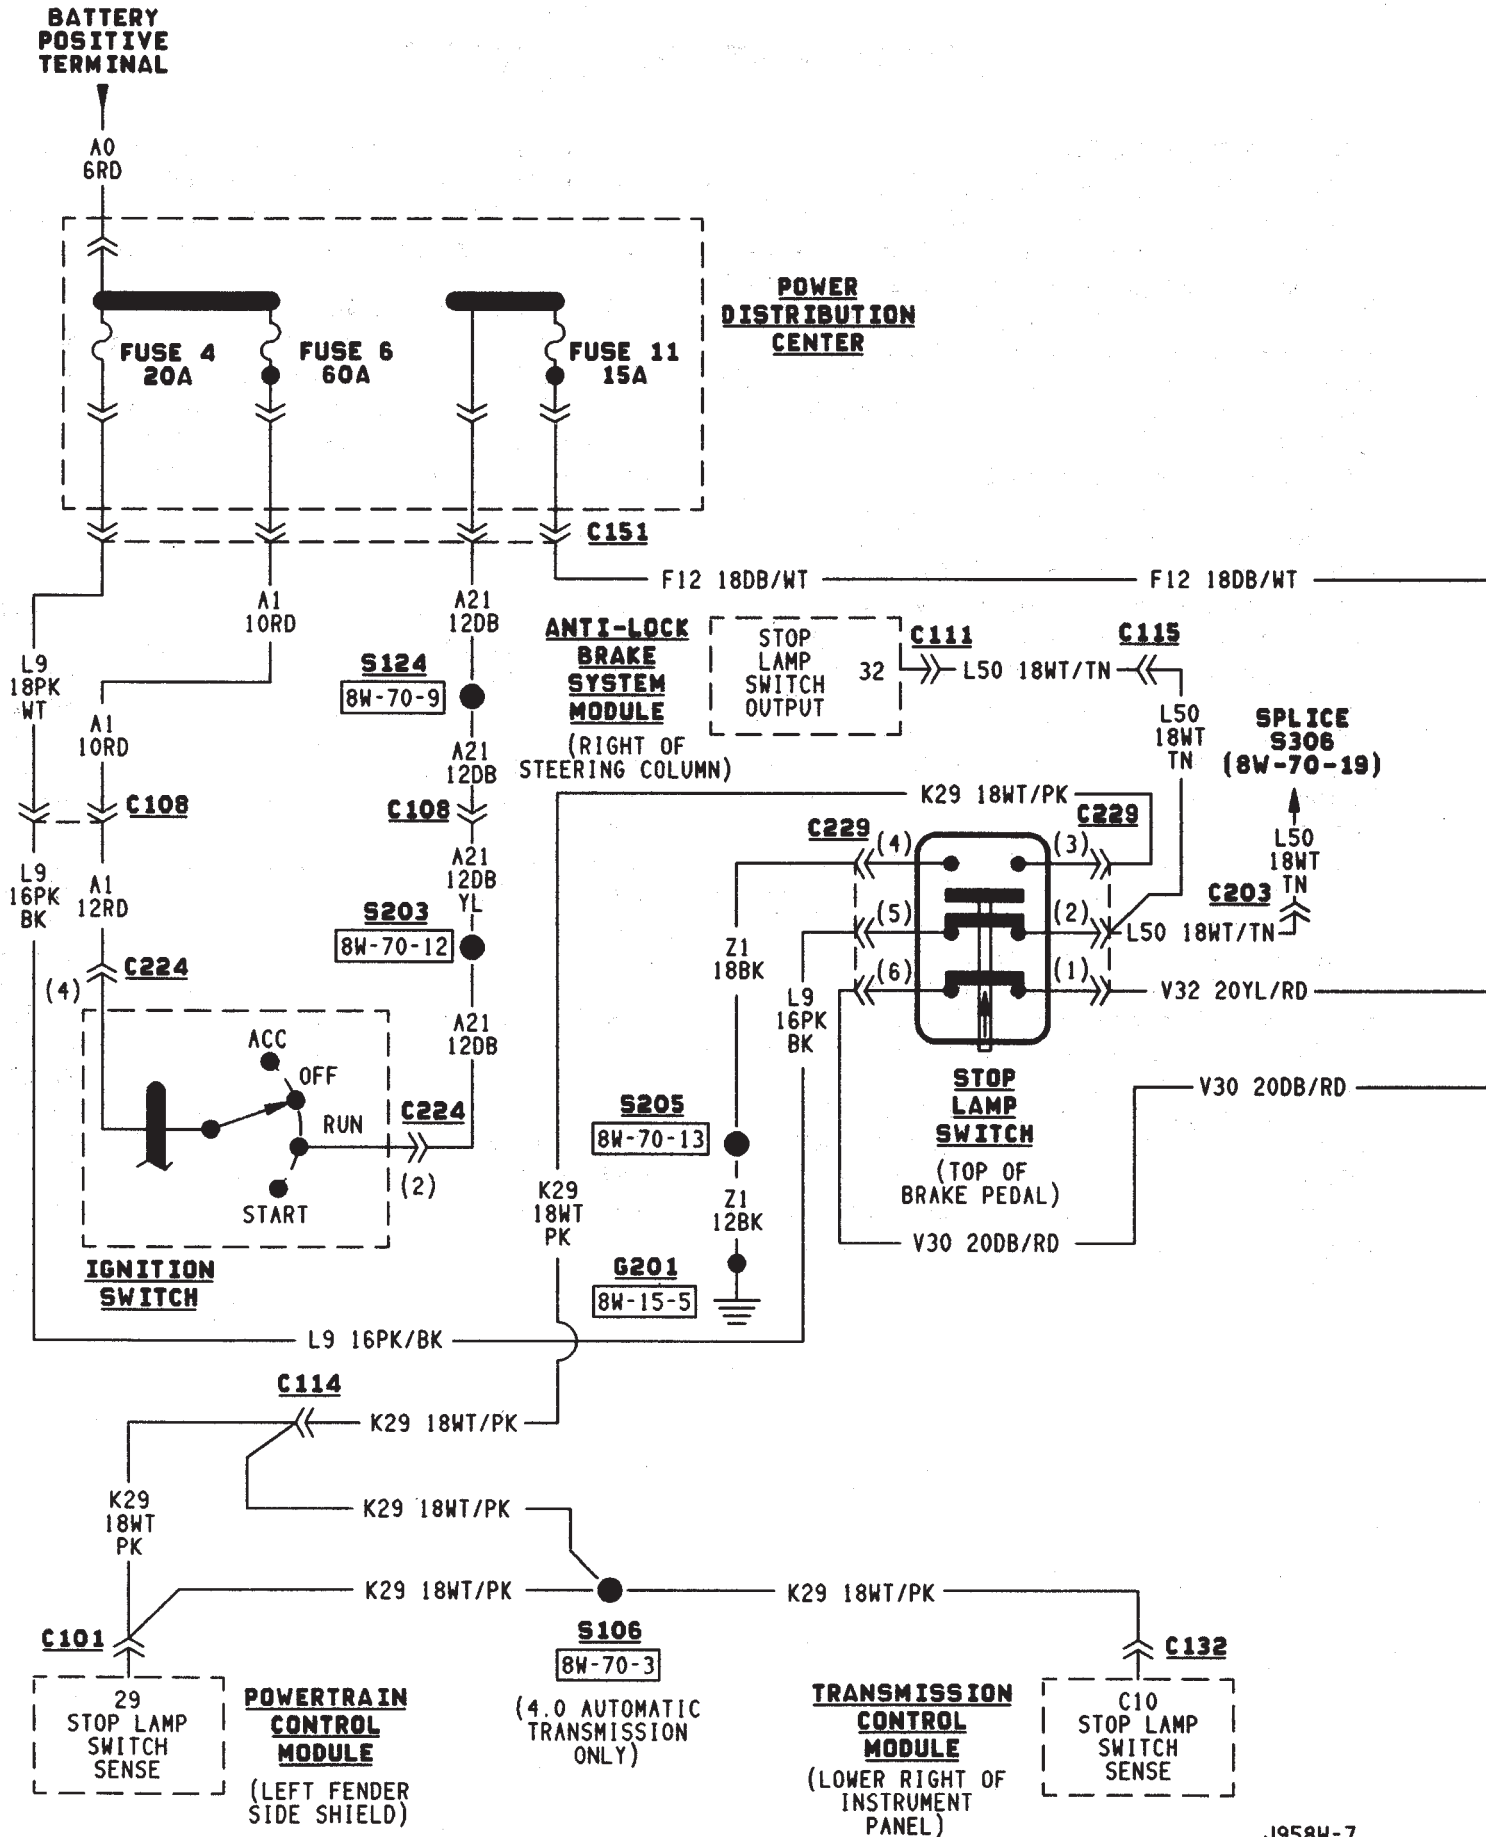 BATTERY
POSITIVE
TERMINAL
A0
6RD
POWER
DISTRIBUTION
CENTER
FUSE 4
20A
FUSE 6
60A
FUSE 11
15A
C151
F12 18DB/WT
F12 18DB/WT
A1
10RD
A21
12DB
L9
18PK
WT
S124
8W-70-9
ANTI-LOCK
BRAKE
SYSTEM
MODULE
(RIGHT OF
STEERING COLUMN)
STOP
LAMP
SWITCH
OUTPUT
32
C111
L50 18WT/TN
C115
L50
18WT
TN
SPLICE
S306
(8W-70-19)
A1
10RD
A21
12DB
C108
C108
K29 18WT/PK
C229
C229
(4)
(3)
L50
18WT
TN
C203
L9
16PK
BK
A1
12RD
A21
12DB
YL
S203
8W-70-12
(5)
(2)
L50 18WT/TN
Z1
18BK
(6)
(1)
V32 20YL/RD
C224
(4)
L9
16PK
BK
A21
12DB
ACC
OFF
RUN
START
C224
(2)
IGNITION
SWITCH
STOP
LAMP
SWITCH
(TOP OF
BRAKE PEDAL)
V30 20DB/RD
S205
8W-70-13
K29
18WT
PK
Z1
12BK
V30 20DB/RD
G201
8W-15-5
L9 16PK/BK
C114
K29 18WT/PK
K29
18WT
PK
K29 18WT/PK
K29 18WT/PK
K29 18WT/PK
C101
S106
8W-70-3
(4.0 AUTOMATIC
TRANSMISSION
ONLY)
C132
29
STOP LAMP
SWITCH
SENSE
POWERTRAIN
CONTROL
MODULE
(LEFT FENDER
SIDE SHIELD)
TRANSMISSION
CONTROL
MODULE
(LOWER RIGHT OF
INSTRUMENT
PANEL)
C10
STOP LAMP
SWITCH
SENSE
J958W-7